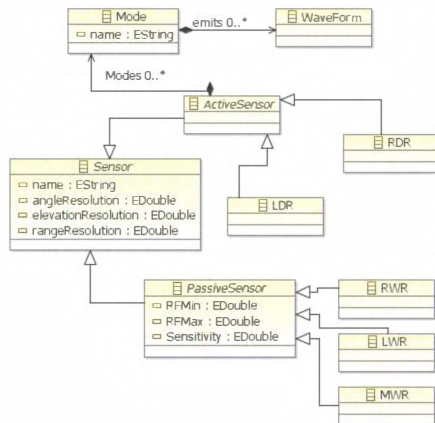 Mode
name : EString
emits 0..*
WaveForm
Modes 0..*
ActiveSensor
RDR
Sensor
name : EString
angleResolution : EDouble
elevationResolution : EDouble
rangeResolution : EDouble
LDR
PassiveSensor
RFMin : EDouble
RFMax : EDouble
Sensitivity : EDouble
RWR
LWR
MWR